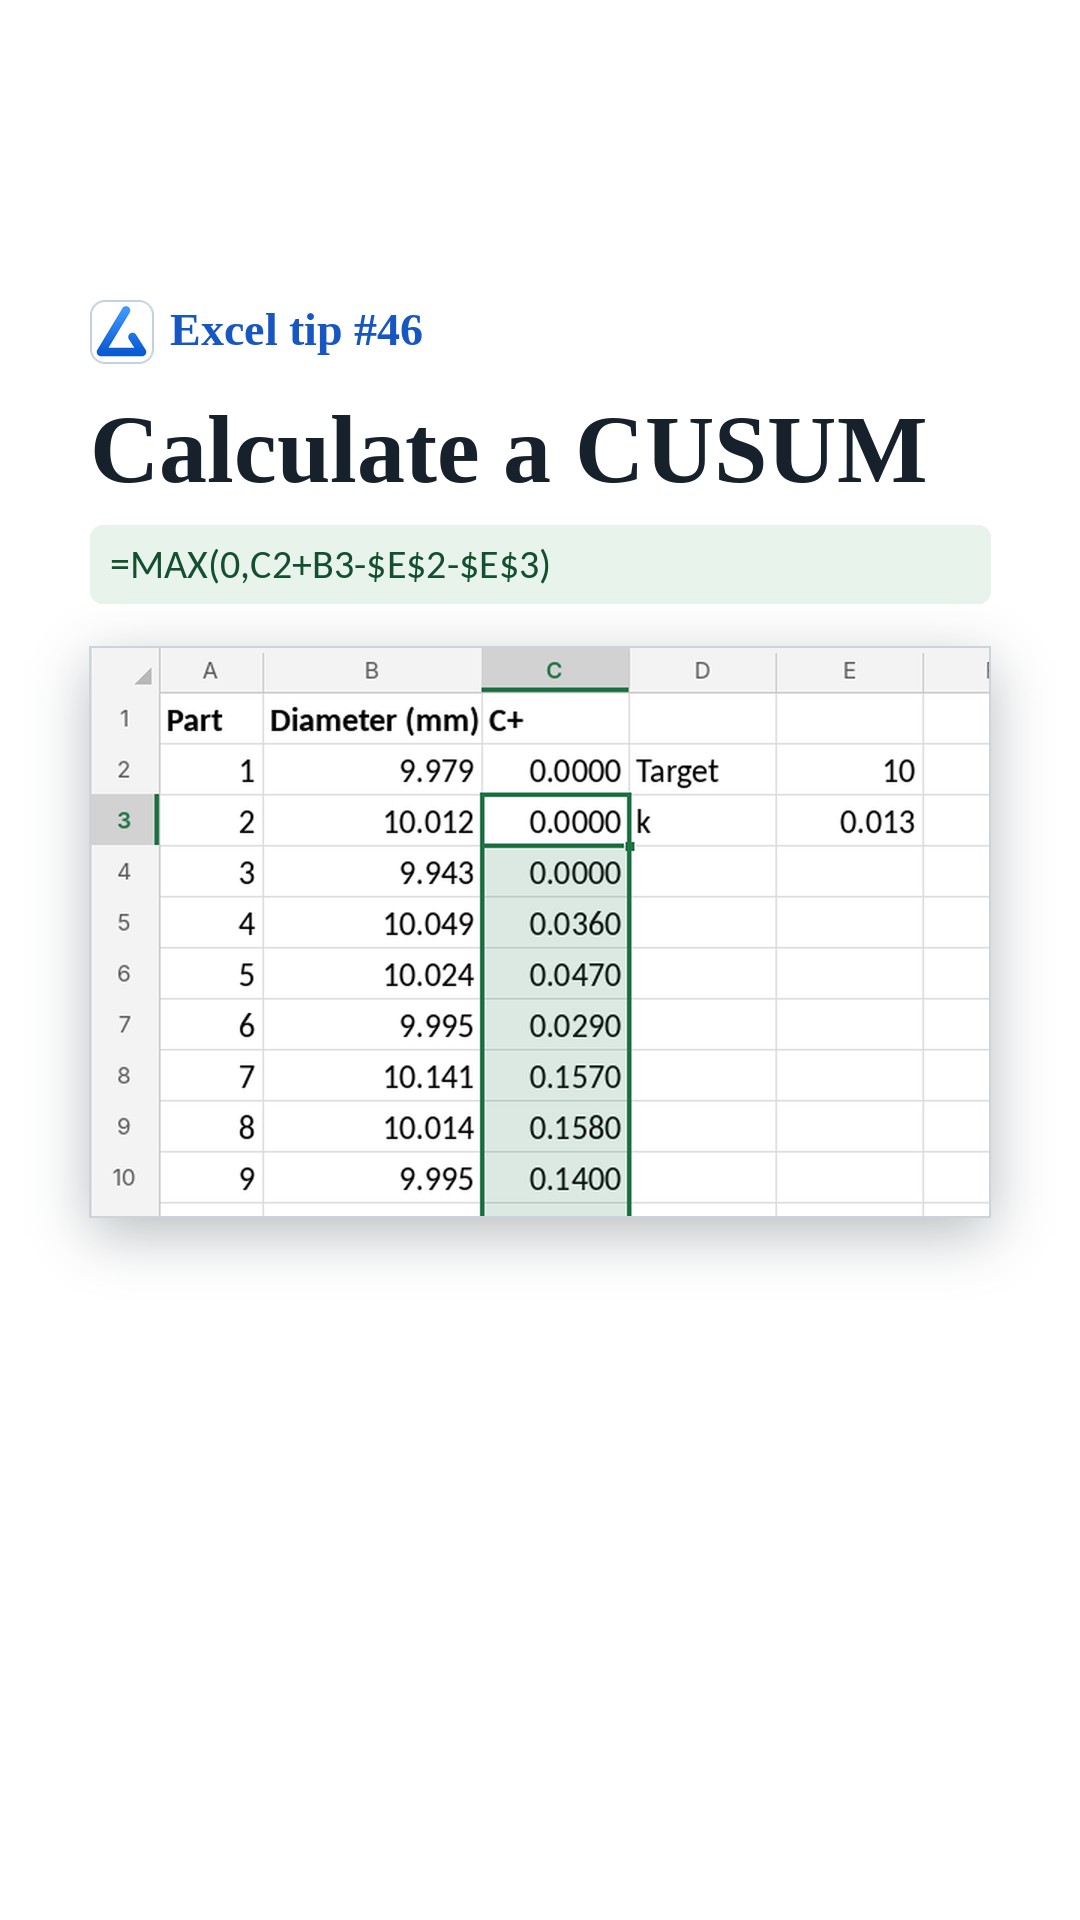 Excel tip #46
Calculate a CUSUM
=MAX(0,C2+B3-$E$2-$E$3)
A B C D E
1 Part Diameter (mm) C+
2 1 9.979 0.0000 Target 10
3 2 10.012 0.0000 k 0.013
4 3 9.943 0.0000
5 4 10.049 0.0360
6 5 10.024 0.0470
7 6 9.995 0.0290
8 7 10.141 0.1570
9 8 10.014 0.1580
10 9 9.995 0.1400